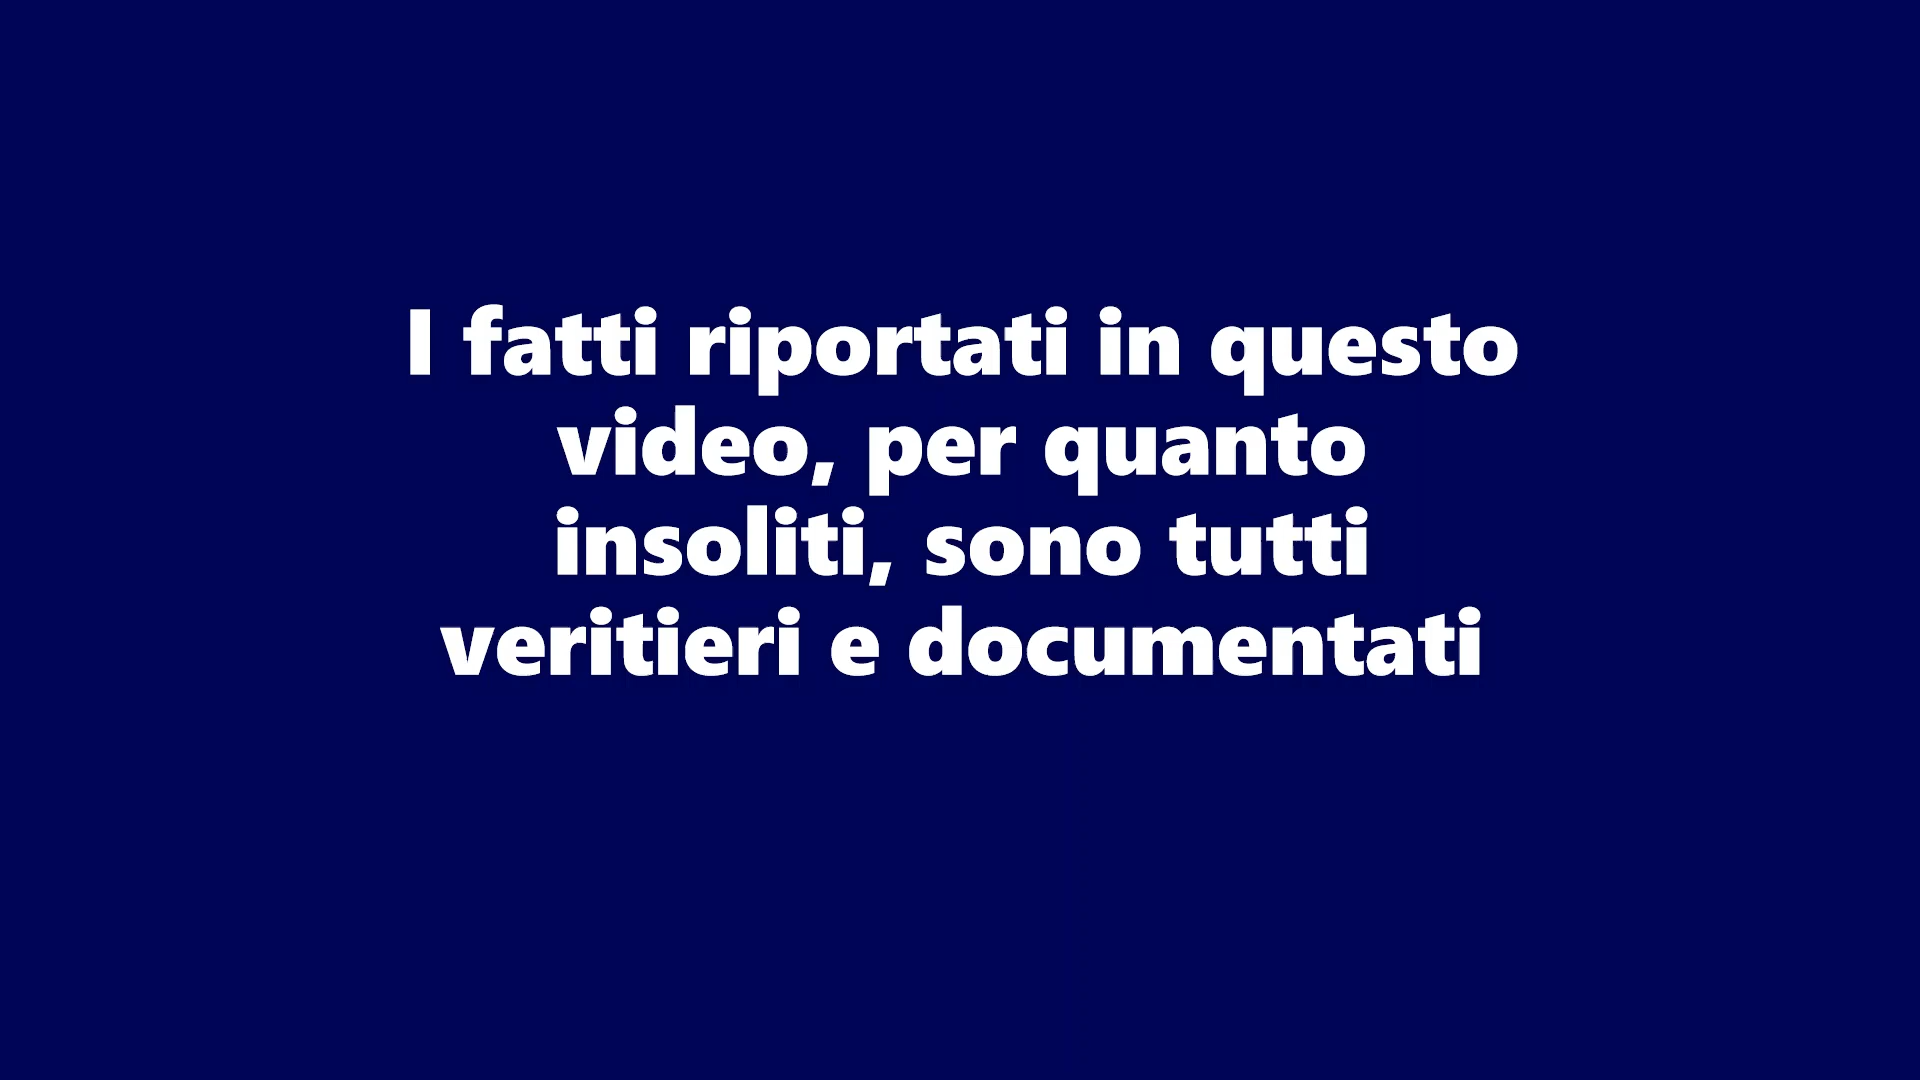 I fatti riportati in questo
video, per quanto
insoliti, sono tutti
veritieri e documentati